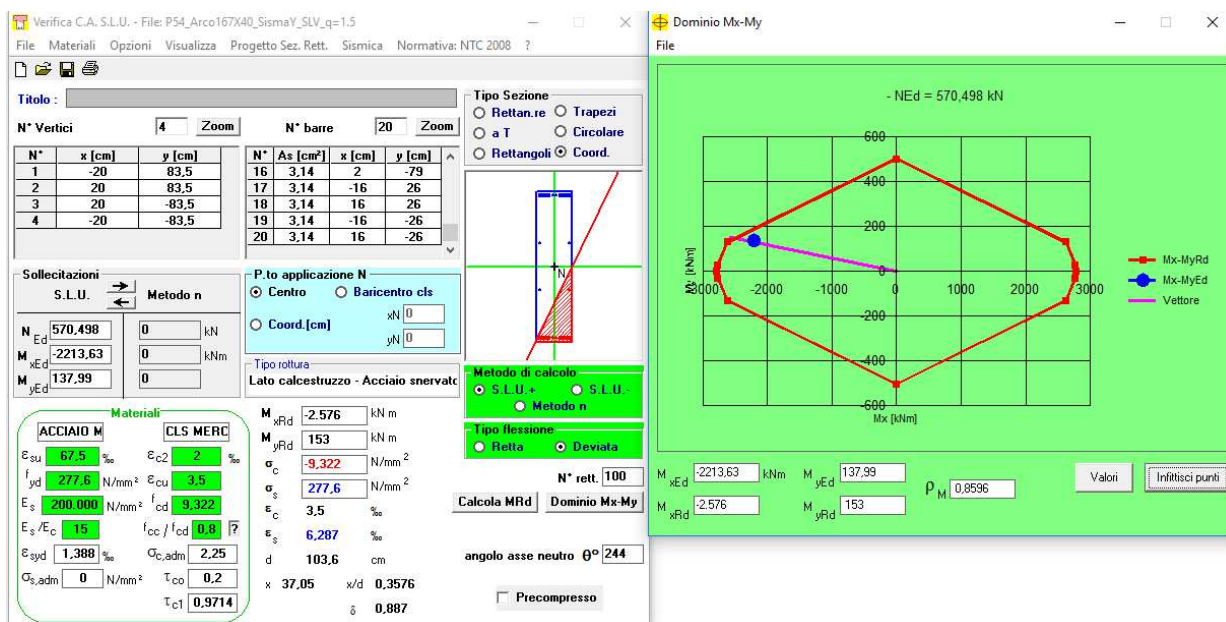 Verifica C.A. S.L.U. - File: P54_Arco167X40_SismaY_SLV_q=1.5
File Materiali Opzioni Visualizza Progetto Sez. Rett. Sismica Normativa: NTC 2008 ?
Titolo :
N° Vertici 4 Zoom N° barre 20 Zoom
N° x [cm] y [cm]
1 -20 83,5
2 20 83,5
3 20 -83,5
4 -20 -83,5
N° As [cm²] x [cm] y [cm]
16 3,14 2 -79
17 3,14 -16 26
18 3,14 16 26
19 3,14 -16 -26
20 3,14 16 -26
Tipo Sezione
Rettan.re Trapezi
a T Circolare
Rettangoli Coord.
N
Sollecitazioni
S.L.U. Metodo n
N Ed 570,498 0 kN
M xEd -2213,63 0 kNm
M yEd 137,99 0
P.to applicazione N
Centro Baricentro cls
Coord.[cm] xN 0
yN 0
Tipo rottura
Lato calcestruzzo - Acciaio snervato
Metodo di calcolo
S.L.U.+ S.L.U.-
Metodo n
Tipo flessione
Retta Deviata
N° rett. 100
Calcola MRd Dominio Mx-My
angolo asse neutro θ° 244
Precompresso
Materiali
ACCIAIO M CLS MERC
εsu 67,5 ‰ εc2 2 ‰
fyd 277,6 N/mm² εcu 3,5
Es 200.000 N/mm² fcd 9,322
Es/Ec 15 fcc / fcd 0,8 ?
εsyd 1,388 ‰ σc,adm 2,25
σs,adm 0 N/mm² τco 0,2
τc1 0,9714
M xRd -2.576 kN m
M yRd 153 kN m
σc -9,322 N/mm²
σs 277,6 N/mm²
εc 3,5 ‰
εs 6,287 ‰
d 103,6 cm
x 37,05 x/d 0,3576
δ 0,887
Dominio Mx-My
File
- NEd = 570,498 kN
600
400
200
0
-200
-400
-600
-3000 -2000 -1000 0 1000 2000 3000
Mx [kNm]
Mx-MyRd
Mx-MyEd
Vettore
M xEd -2213,63 kNm M yEd 137,99
M xRd -2.576 M yRd 153
ρ M 0,8596
Valori Infittisci punti